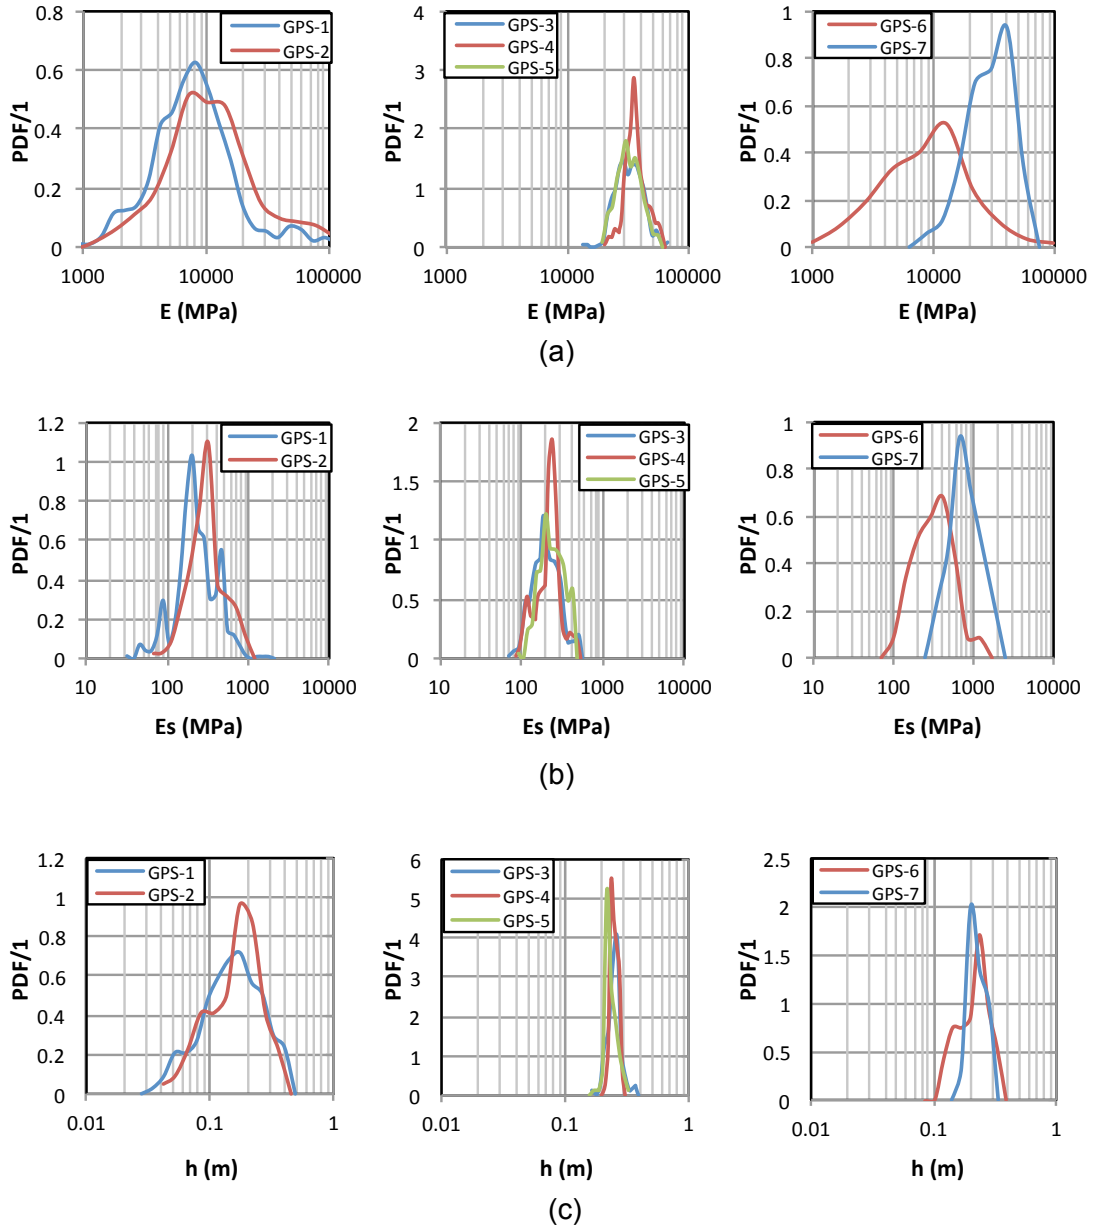 0.8
0.6
0.4
0.2
0
PDF/1
GPS-1
GPS-2
1000 10000 100000
E (MPa)
4
3
2
1
0
PDF/1
GPS-3
GPS-4
GPS-5
1000 10000 100000
E (MPa)
1
0.8
0.6
0.4
0.2
0
PDF/1
GPS-6
GPS-7
1000 10000 100000
E (MPa)
(a)
1.2
1
0.8
0.6
0.4
0.2
0
PDF/1
GPS-1
GPS-2
10 100 1000 10000
Es (MPa)
2
1.5
1
0.5
0
PDF/1
GPS-3
GPS-4
GPS-5
10 100 1000 10000
Es (MPa)
1
0.8
0.6
0.4
0.2
0
PDF/1
GPS-6
GPS-7
10 100 1000 10000
Es (MPa)
(b)
1.2
1
0.8
0.6
0.4
0.2
0
PDF/1
GPS-1
GPS-2
0.01 0.1 1
h (m)
6
5
4
3
2
1
0
PDF/1
GPS-3
GPS-4
GPS-5
0.01 0.1 1
h (m)
2.5
2
1.5
1
0.5
0
PDF/1
GPS-6
GPS-7
0.01 0.1 1
h (m)
(c)